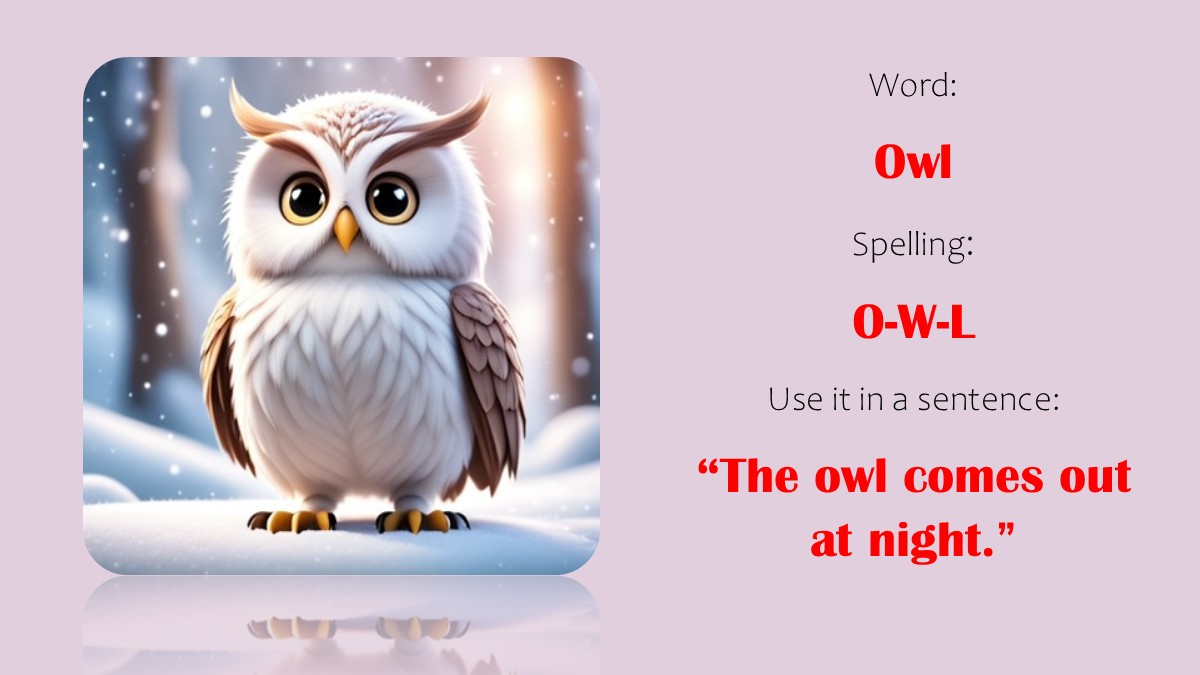 Word:
Owl
Spelling:
O-W-L
Use it in a sentence:
“The owl comes out
at night.”